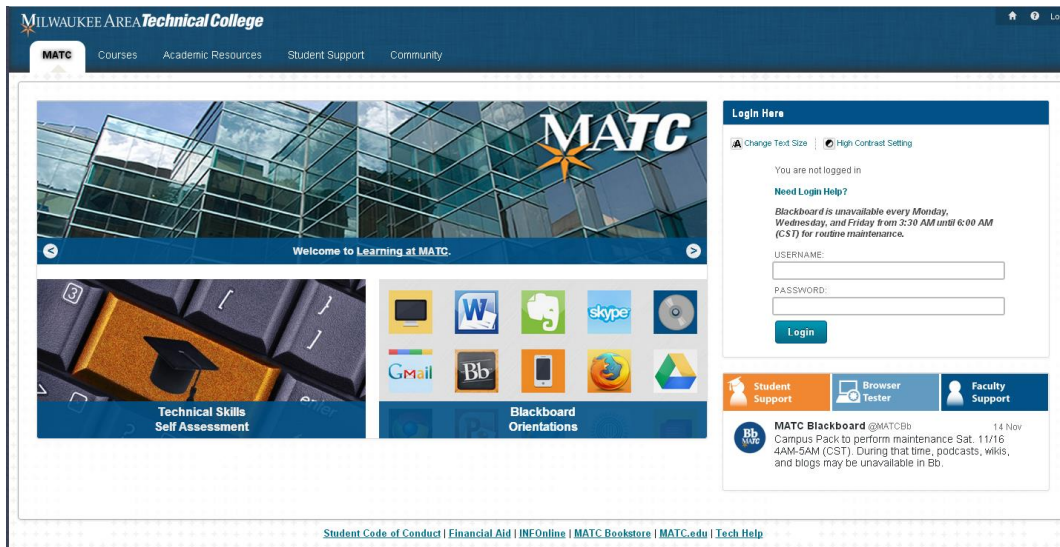 MILWAUKEE AREA Technical College
MATC Courses Academic Resources Student Support Community
MATC
Welcome to Learning at MATC.
Technical Skills
Self Assessment
enter
W
skype
Gmail
Bb
Blackboard
Orientations
Login Here
Change Text Size High Contrast Setting
You are not logged in
Need Login Help?
Blackboard is unavailable every Monday,
Wednesday, and Friday from 3:30 AM until 6:00 AM
(CST) for routine maintenance.
USERNAME:
PASSWORD:
Login
Student
Support
Browser
Tester
Faculty
Support
Bb
MATC
MATC Blackboard @MATCBb 14 Nov
Campus Pack to perform maintenance Sat. 11/16
4AM-5AM (CST). During that time, podcasts, wikis,
and blogs may be unavailable in Bb.
Student Code of Conduct | Financial Aid | INFOnline | MATC Bookstore | MATC.edu | Tech Help